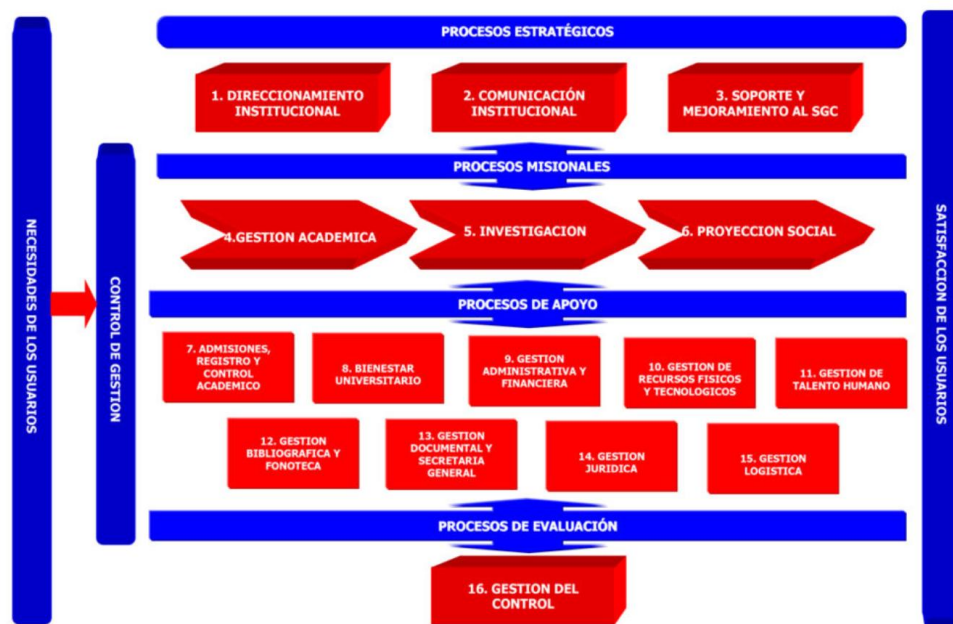 PROCESOS ESTRATÉGICOS
1. DIRECCIONAMIENTO
INSTITUCIONAL
2. COMUNICACIÓN
INSTITUCIONAL
3. SOPORTE Y
MEJORAMIENTO AL SGC
PROCESOS MISIONALES
4.GESTION ACADEMICA
5. INVESTIGACION
6. PROYECCION SOCIAL
PROCESOS DE APOYO
7. ADMISIONES,
REGISTRO Y
CONTROL
ACADEMICO
8. BIENESTAR
UNIVERSITARIO
9. GESTION
ADMINISTRATIVA Y
FINANCIERA
10. GESTION DE
RECURSOS FISICOS
Y TECNOLOGICOS
11. GESTION DE
TALENTO HUMANO
12. GESTION
BIBLIOGRAFICA Y
FONOTECA
13. GESTION
DOCUMENTAL Y
SECRETARIA
GENERAL
14. GESTION
JURIDICA
15. GESTION
LOGISTICA
PROCESOS DE EVALUACIÓN
16. GESTION DEL
CONTROL
NECESIDADES DE LOS USUARIOS
CONTROL DE GESTION
SATISFACCION DE LOS USUARIOS